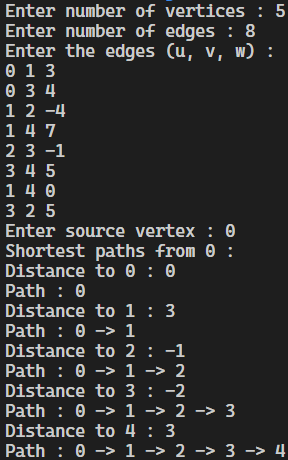 Enter number of vertices : 5
Enter number of edges : 8
Enter the edges (u, v, w) :
0 1 3
0 3 4
1 2 -4
1 4 7
2 3 -1
3 4 5
1 4 0
3 2 5
Enter source vertex : 0
Shortest paths from 0 :
Distance to 0 : 0
Path : 0
Distance to 1 : 3
Path : 0 -> 1
Distance to 2 : -1
Path : 0 -> 1 -> 2
Distance to 3 : -2
Path : 0 -> 1 -> 2 -> 3
Distance to 4 : 3
Path : 0 -> 1 -> 2 -> 3 -> 4